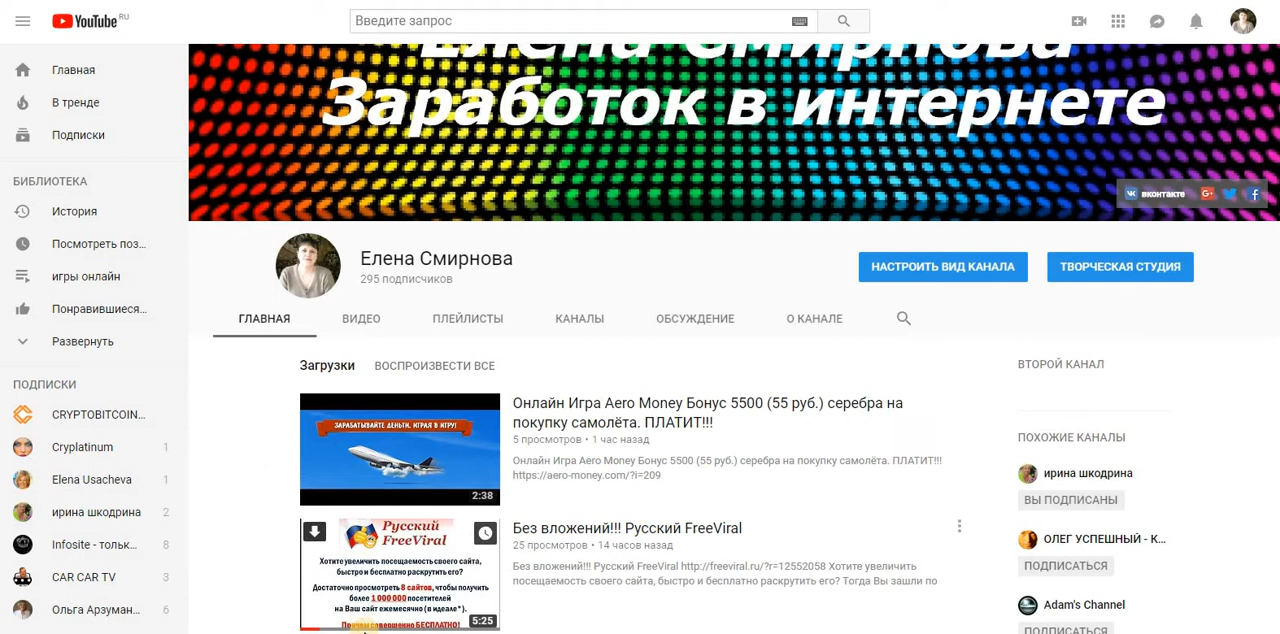 YouTube RU
Введите запрос
Елена Смирнова
Заработок в интернете
вконтакте
Главная
В тренде
Подписки
БИБЛИОТЕКА
История
Посмотреть поз...
игры онлайн
Понравившиеся...
Развернуть
ПОДПИСКИ
CRYPTOBITCOIN...
Cryplatinum 1
Elena Usacheva 1
ирина шкодрина 2
Infosite - тольк... 8
CAR CAR TV 3
Ольга Арзуман... 6
Елена Смирнова
295 подписчиков
НАСТРОИТЬ ВИД КАНАЛА
ТВОРЧЕСКАЯ СТУДИЯ
ГЛАВНАЯ ВИДЕО ПЛЕЙЛИСТЫ КАНАЛЫ ОБСУЖДЕНИЕ О КАНАЛЕ
Загрузки ВОСПРОИЗВЕСТИ ВСЕ
ЗАРАБАТЫВАЙТЕ ДЕНЬГИ, ИГРАЯ В ИГРУ!
2:38
Онлайн Игра Aero Money Бонус 5500 (55 руб.) серебра на
покупку самолёта. ПЛАТИТ!!!
5 просмотров • 1 час назад
Онлайн Игра Aero Money Бонус 5500 (55 руб.) серебра на покупку самолёта. ПЛАТИТ!!!
https://aero-money.com/?i=209
Русский
FreeViral
Хотите увеличить посещаемость своего сайта,
быстро и бесплатно раскрутить его?
Достаточно просмотреть 8 сайтов, чтобы получить
более 1 000 000 посетителей
на Ваш сайт ежемесячно (в идеале*).
Причем совершенно БЕСПЛАТНО!
5:25
Без вложений!!! Русский FreeViral
25 просмотров • 14 часов назад
Без вложений!!! Русский FreeViral http://freeviral.ru/?r=12552058 Хотите увеличить
посещаемость своего сайта, быстро и бесплатно раскрутить его? Тогда Вы зашли по
ВТОРОЙ КАНАЛ
ПОХОЖИЕ КАНАЛЫ
ирина шкодрина
ВЫ ПОДПИСАНЫ
ОЛЕГ УСПЕШНЫЙ - К...
ПОДПИСАТЬСЯ
Adam's Channel
ПОДПИСАТЬСЯ